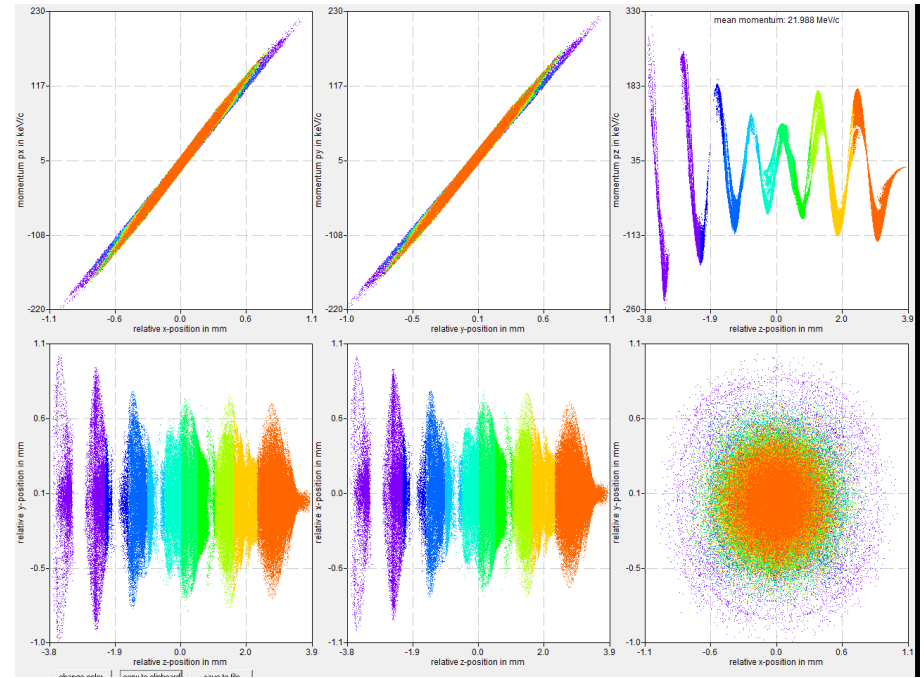 230
117
5
-108
-220
momentum px in keV/c
-1.1 -0.6 0.0 0.6 1.1
relative x-position in mm
230
117
5
-108
-220
momentum py in keV/c
-1.0 -0.5 0.1 0.6 1.1
relative y-position in mm
mean momentum: 21.988 MeV/c
330
183
35
-113
-260
momentum pz in keV/c
-3.8 -1.9 0.0 2.0 3.9
relative z-position in mm
1.1
0.6
0.1
-0.5
-1.0
relative y-position in mm
-3.8 -1.9 0.0 2.0 3.9
relative z-position in mm
1.1
0.6
0.0
-0.6
-1.1
relative x-position in mm
-3.8 -1.9 0.0 2.0 3.9
relative z-position in mm
1.1
0.6
0.1
-0.5
-1.0
relative y-position in mm
-1.1 -0.6 0.0 0.6 1.1
relative x-position in mm
change color copy to clipboard save to file